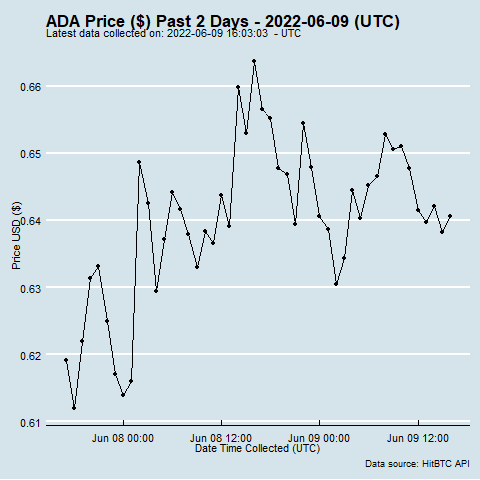 ADA Price ($) Past 2 Days - 2022-06-09 (UTC)
Latest data collected on: 2022-06-09 16:03:03 - UTC
0.66
0.65
0.64
0.63
0.62
0.61
Price USD ($)
Jun 08 00:00 Jun 08 12:00 Jun 09 00:00 Jun 09 12:00
Date Time Collected (UTC)
Data source: HitBTC API